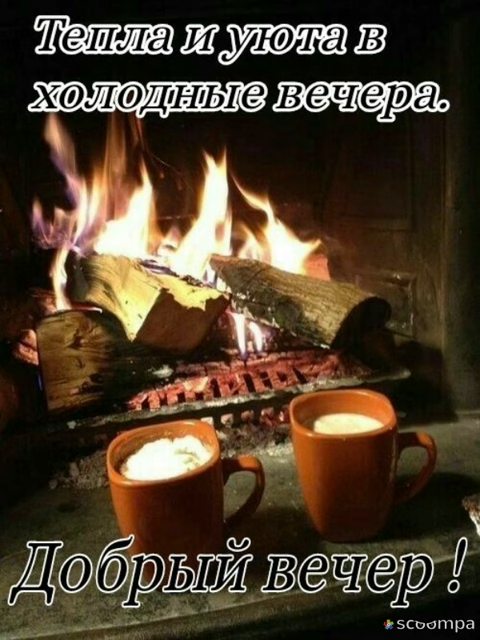 Тепла и уюта в
холодные вечера.
Добрый вечер!
scoompa